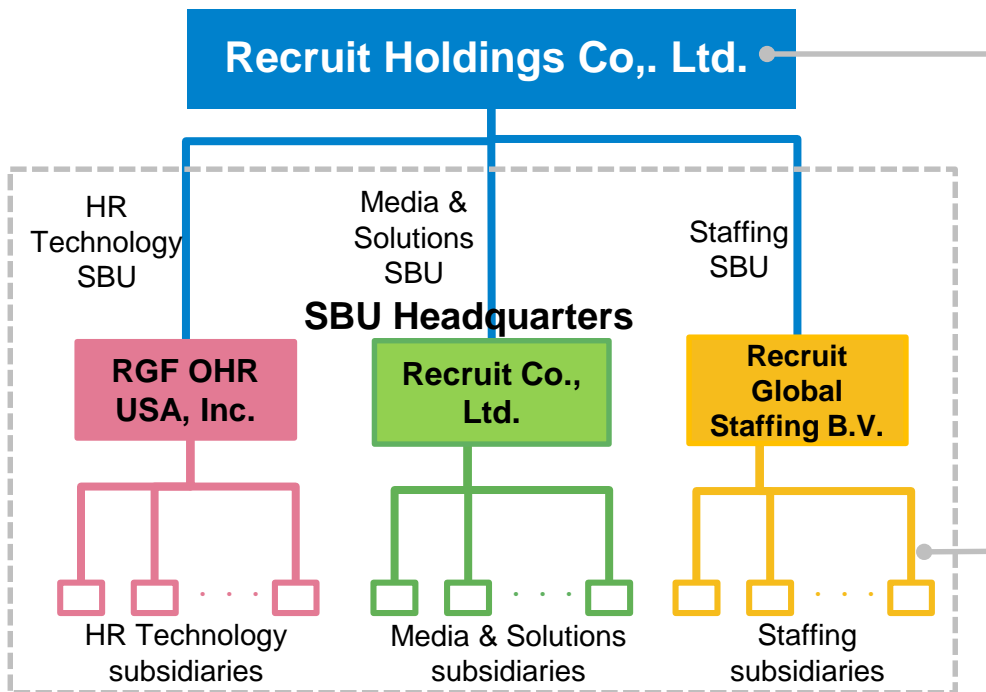 Recruit Holdings Co,. Ltd.
HR
Technology
SBU
Media &
Solutions
SBU
Staffing
SBU
SBU Headquarters
RGF OHR
USA, Inc.
Recruit Co.,
Ltd.
Recruit
Global
Staffing B.V.
HR Technology
subsidiaries
Media & Solutions
subsidiaries
Staffing
subsidiaries